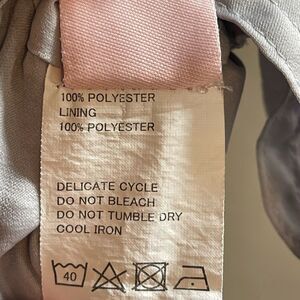 100% POLYESTER
LINING
100% POLYESTER
DELICATE CYCLE
DO NOT BLEACH
DO NOT TUMBLE DRY
COOL IRON
40